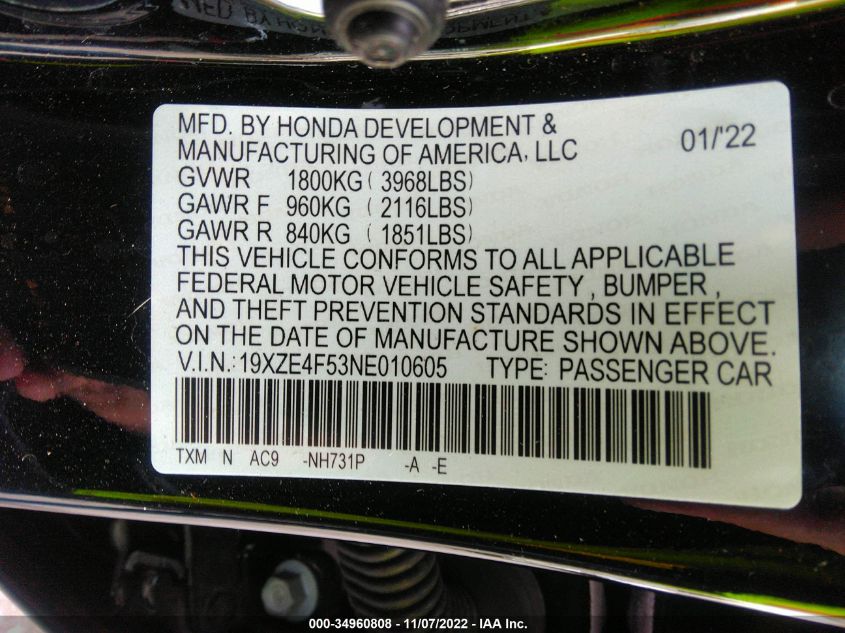 MFD. BY HONDA DEVELOPMENT &
MANUFACTURING OF AMERICA, LLC 01/'22
GVWR 1800KG ( 3968LBS)
GAWR F 960KG ( 2116LBS)
GAWR R 840KG ( 1851LBS)
THIS VEHICLE CONFORMS TO ALL APPLICABLE
FEDERAL MOTOR VEHICLE SAFETY , BUMPER ,
AND THEFT PREVENTION STANDARDS IN EFFECT
ON THE DATE OF MANUFACTURE SHOWN ABOVE.
V.I.N.: 19XZE4F53NE010605 TYPE: PASSENGER CAR
TXM N AC9 -NH731P -A -E
000-34960808 - 11/07/2022 - IAA Inc.